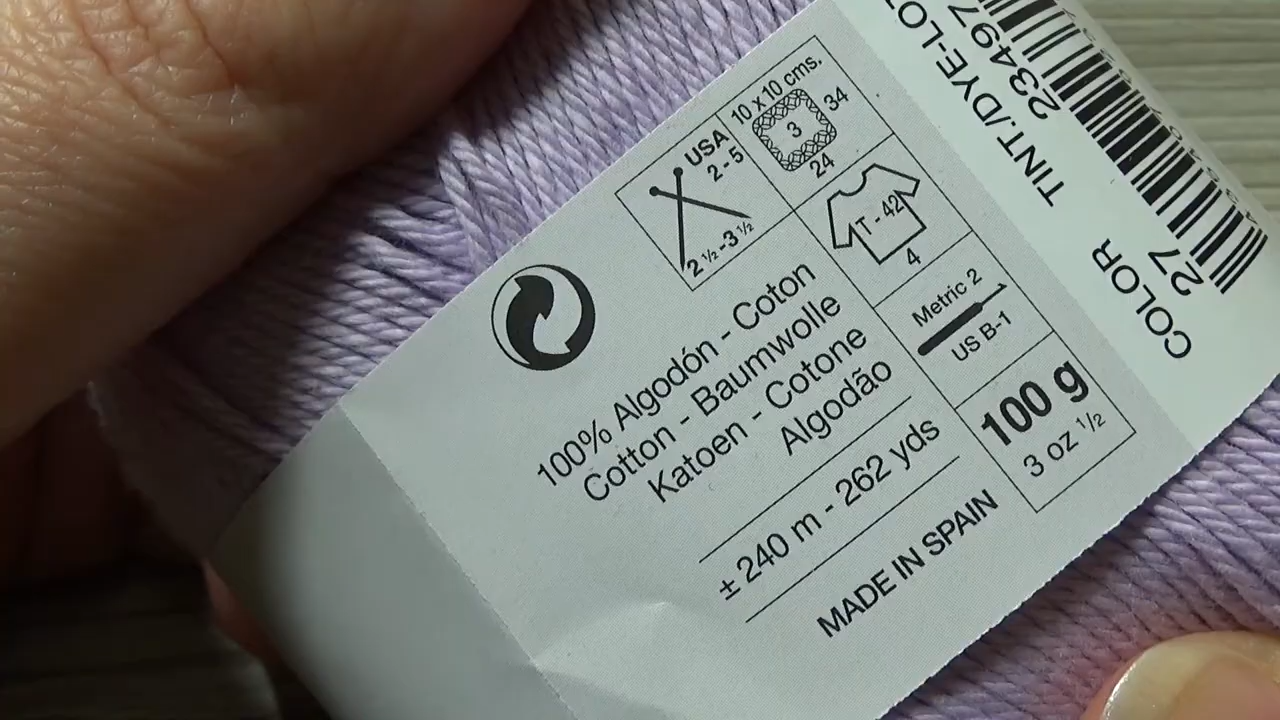 TINT./DYE-LO
23497
COLOR
27
USA
2 - 5
2 ½ - 3 ½
10 x 10 cms.
3
34
24
T - 42
4
Metric 2
US B-1
100 g
3 oz ½
100% Algodón - Coton
Cotton - Baumwolle
Katoen - Cotone
Algodão
± 240 m - 262 yds
MADE IN SPAIN